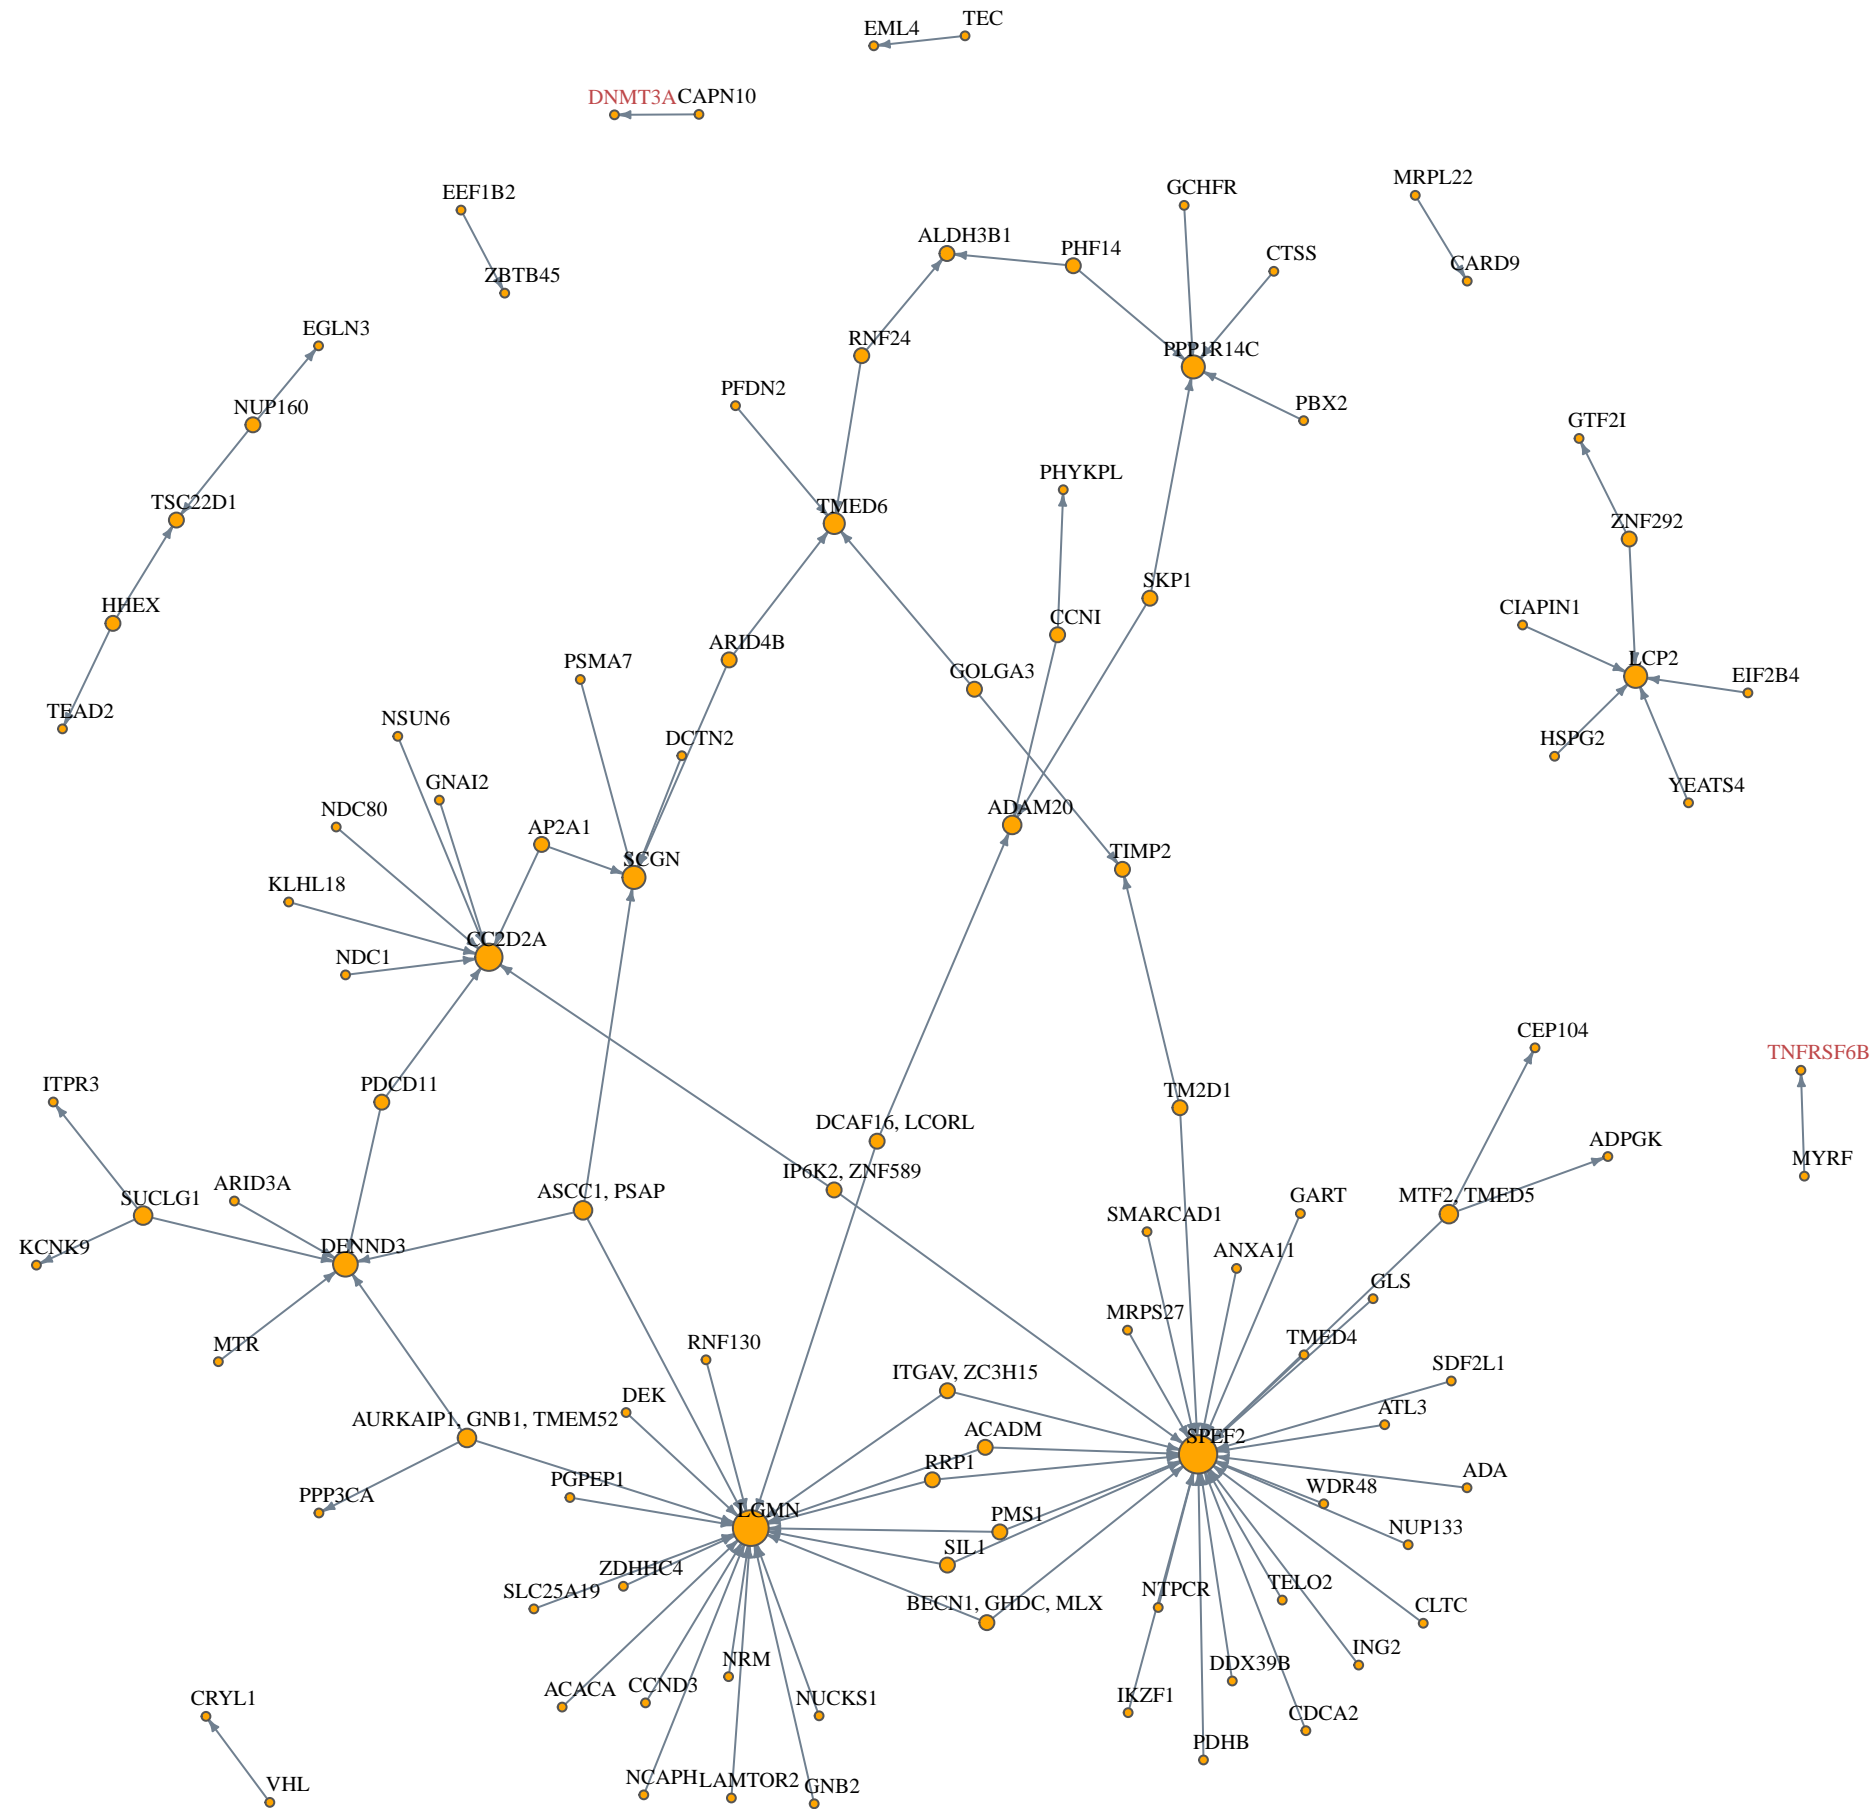 TEC
EML4
DNMT3A
CAPN10
EEF1B2
GCHFR
MRPL22
ALDH3B1
PHF14
CTSS
CARD9
ZBTB45
EGLN3
RNF24
PPP1R14C
PFDN2
NUP160
PBX2
GTF2I
PHYKPL
TSC22D1
TMED6
ZNF292
SKP1
HHEX
CCNI
CIAPIN1
ARID4B
PSMA7
GOLGA3
LCP2
EIF2B4
TEAD2
NSUN6
DCTN2
HSPG2
GNAI2
YEATS4
NDC80
AP2A1
ADAM20
SCGN
TIMP2
KLHL18
CC2D2A
NDC1
CEP104
TNFRSF6B
ITPR3
PDCD11
TM2D1
DCAF16, LCORL
ADPGK
MYRF
IP6K2, ZNF589
ARID3A
ASCC1, PSAP
SUCLG1
GART
MTF2, TMED5
SMARCAD1
KCNK9
DENND3
ANXA11
GLS
MRPS27
MTR
RNF130
TMED4
ITGAV, ZC3H15
SDF2L1
DEK
ATL3
AURKAIP1, GNB1, TMEM52
ACADM
SPEF2
RRP1
ADA
PGPEP1
WDR48
PPP3CA
LGMN
PMS1
NUP133
SIL1
ZDHHC4
SLC25A19
NTPCR
TELO2
BECN1, GHDC, MLX
CLTC
ING2
NRM
DDX39B
CCND3
ACACA
NUCKS1
IKZF1
CRYL1
CDCA2
PDHB
VHL
NCAPH
LAMTOR2
GNB2